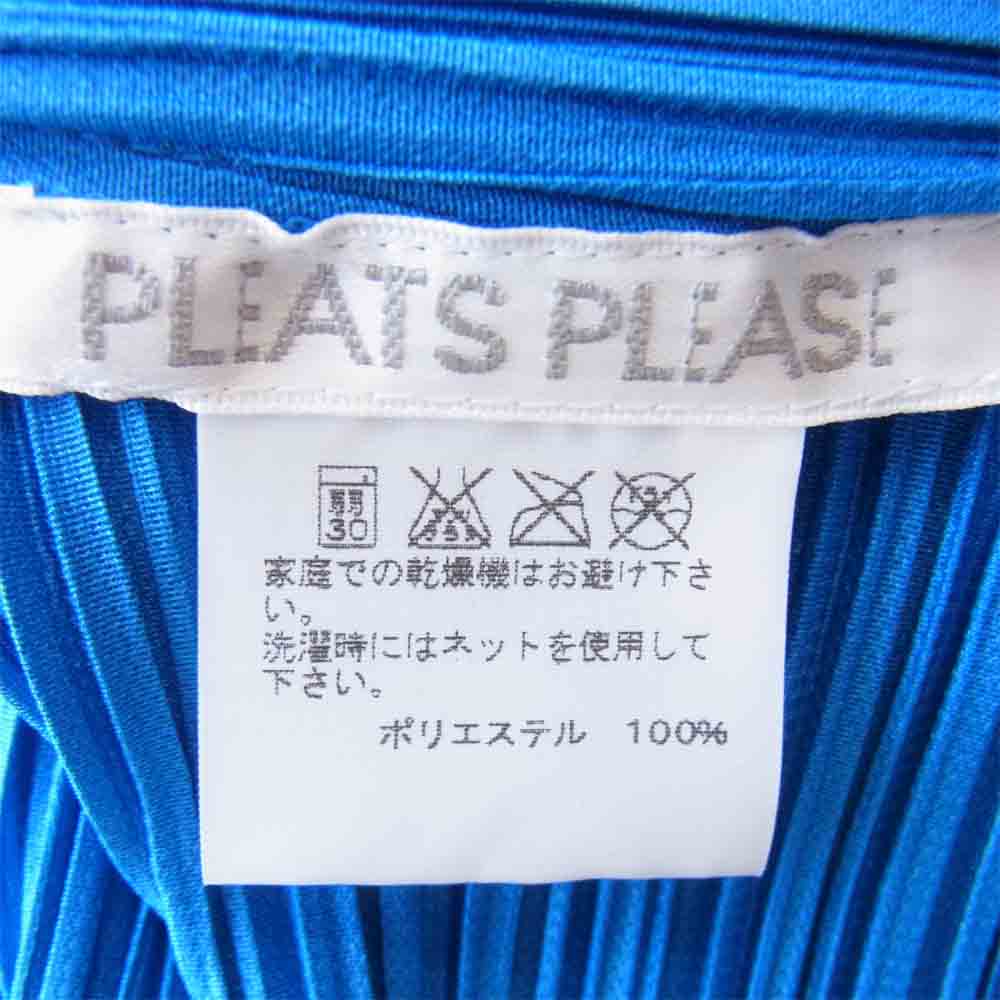 PLEATS PLEASE
弱
30
家庭での乾燥機はお避け下さ
い。
洗濯時にはネットを使用して
下さい。
ポリエステル 100%